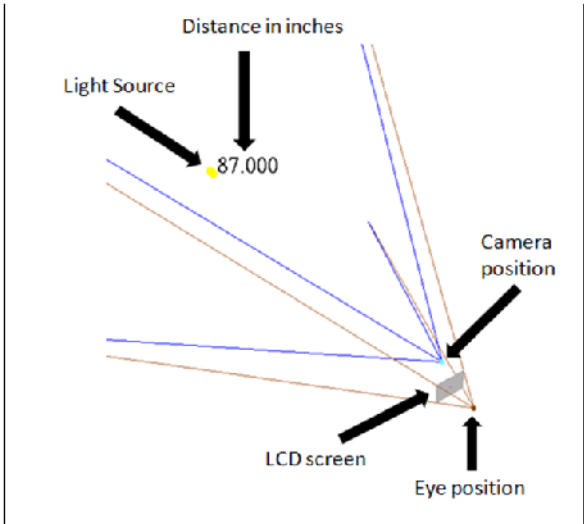 Distance in inches
Light Source
87.000
Camera
position
LCD screen
Eye position